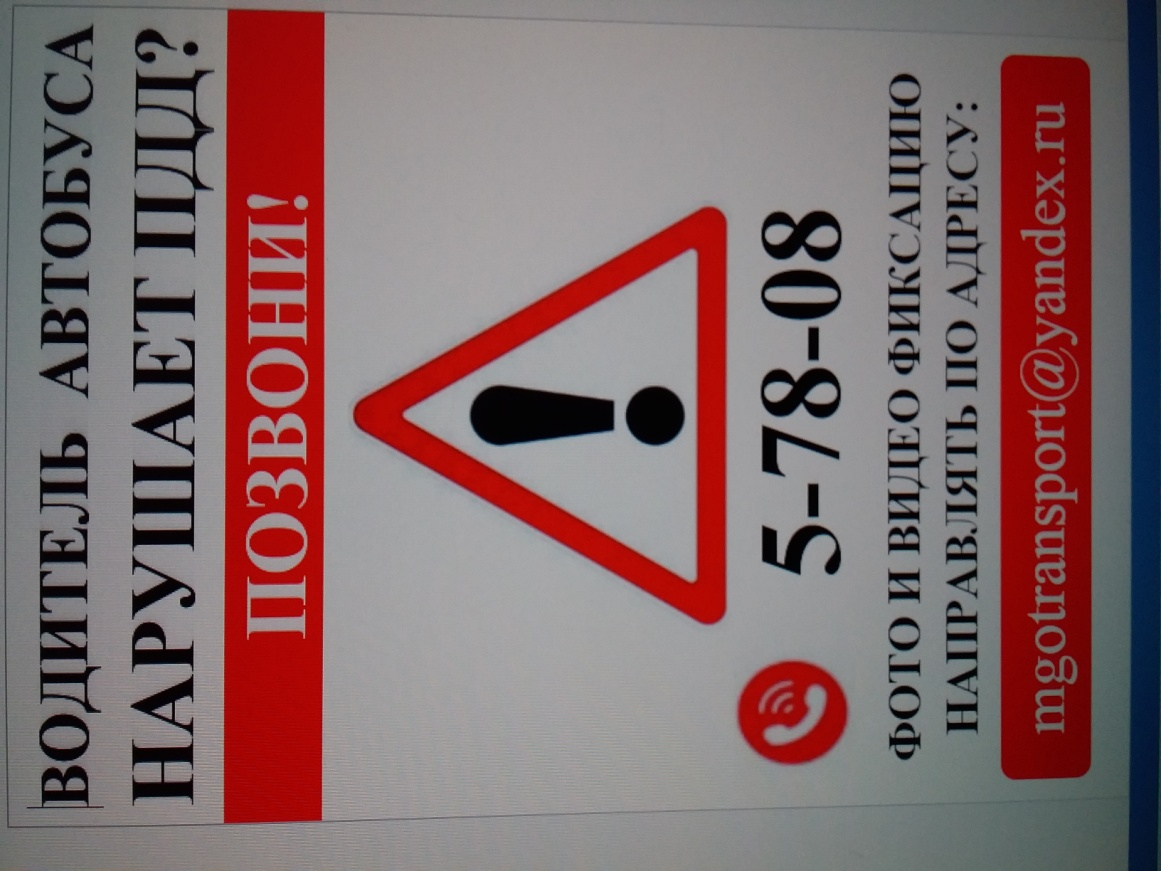 ВОДИТЕЛЬ АВТОБУСА
НАРУШАЕТ ПДД?
ПОЗВОНИ!
5-78-08
ФОТО И ВИДЕО ФИКСАЦИЮ
НАПРАВЛЯТЬ ПО АДРЕСУ:
mgotransport@yandex.ru